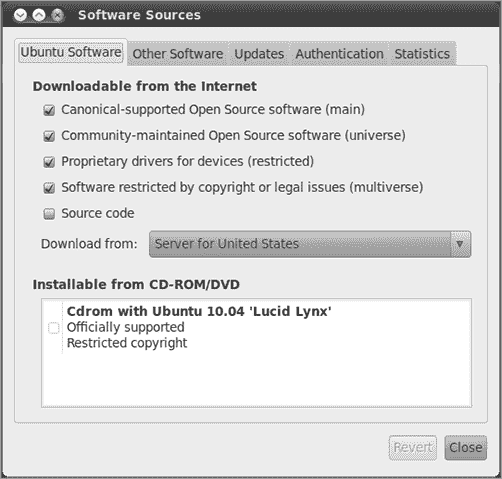 Software Sources
Ubuntu Software
Other Software
Updates
Authentication
Statistics
Downloadable from the Internet
Canonical-supported Open Source software (main)
Community-maintained Open Source software (universe)
Proprietary drivers for devices (restricted)
Software restricted by copyright or legal issues (multiverse)
Source code
Download from:
Server for United States
Installable from CD-ROM/DVD
Cdrom with Ubuntu 10.04 'Lucid Lynx'
Officially supported
Restricted copyright
Revert
Close